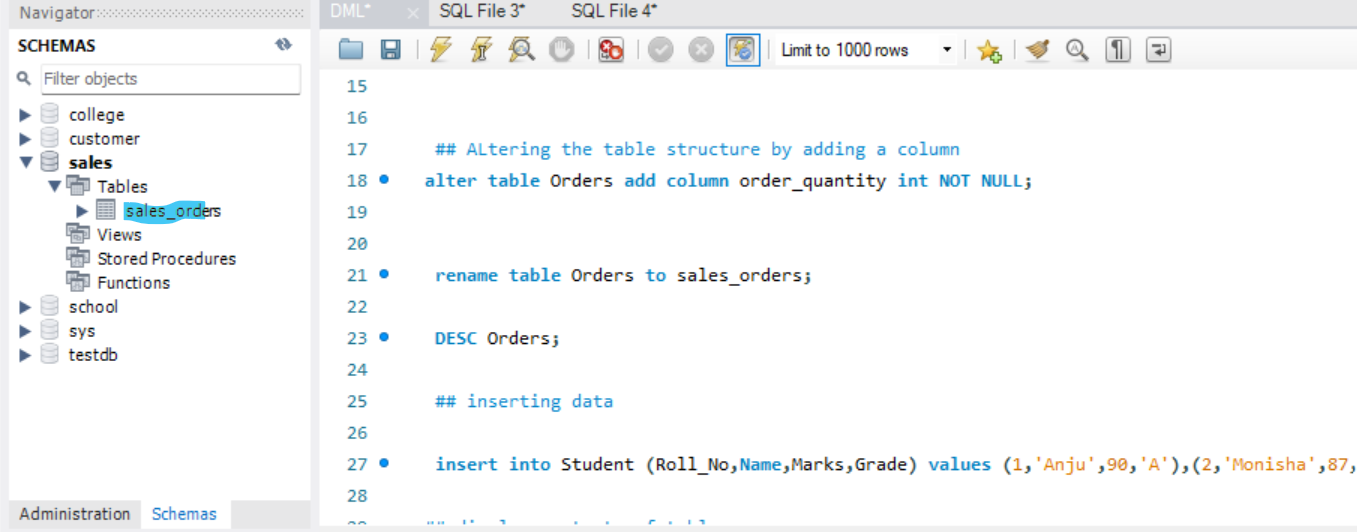 Navigator
SCHEMAS
Filter objects
college
customer
sales
Tables
sales_orders
Views
Stored Procedures
Functions
school
sys
testdb
Administration Schemas
DML* SQL File 3* SQL File 4*
Limit to 1000 rows
15
16
17 ## ALtering the table structure by adding a column
18 alter table Orders add column order_quantity int NOT NULL;
19
20
21 rename table Orders to sales_orders;
22
23 DESC Orders;
24
25 ## inserting data
26
27 insert into Student (Roll_No,Name,Marks,Grade) values (1,'Anju',90,'A'),(2,'Monisha',87,
28